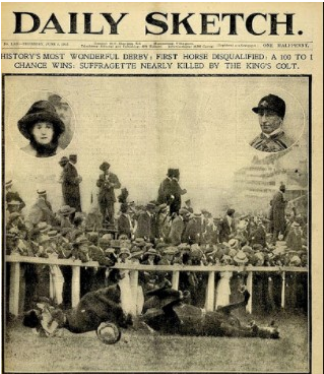 DAILY SKETCH.
ONE HALFPENNY.
HISTORY'S MOST WONDERFUL DERBY: FIRST HORSE DISQUALIFIED: A 100 TO 1
CHANCE WINS: SUFFRAGETTE NEARLY KILLED BY THE KING'S COLT.